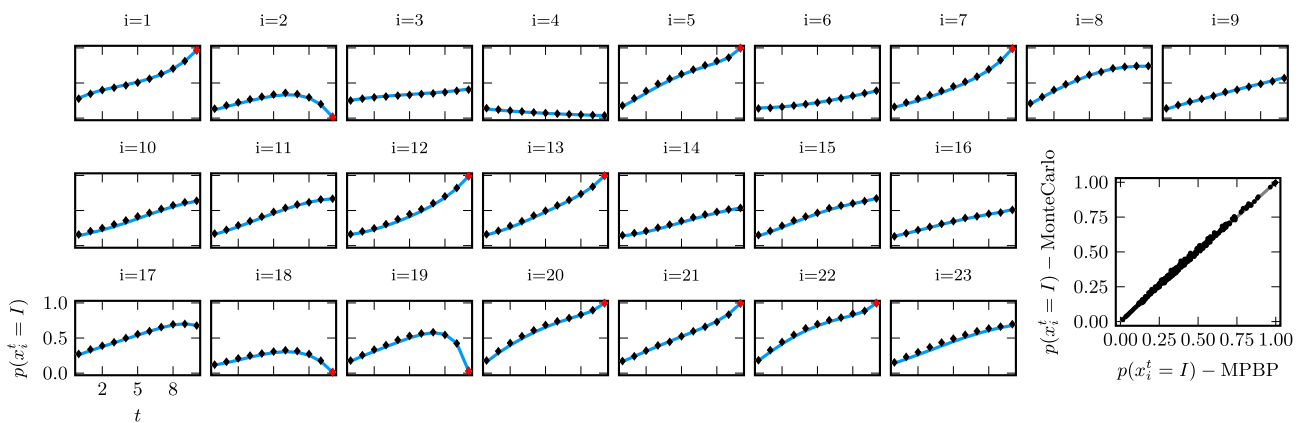 i=1 i=2 i=3 i=4 i=5 i=6 i=7 i=8 i=9
i=10 i=11 i=12 i=13 i=14 i=15 i=16
i=17 i=18 i=19 i=20 i=21 i=22 i=23
p(x_i^t = I)
1.0
0.5
0.0
2 5 8
t
p(x_i^t = I) − MonteCarlo
1.00
0.75
0.50
0.25
0.00
0.00 0.25 0.50 0.75 1.00
p(x_i^t = I) − MPBP